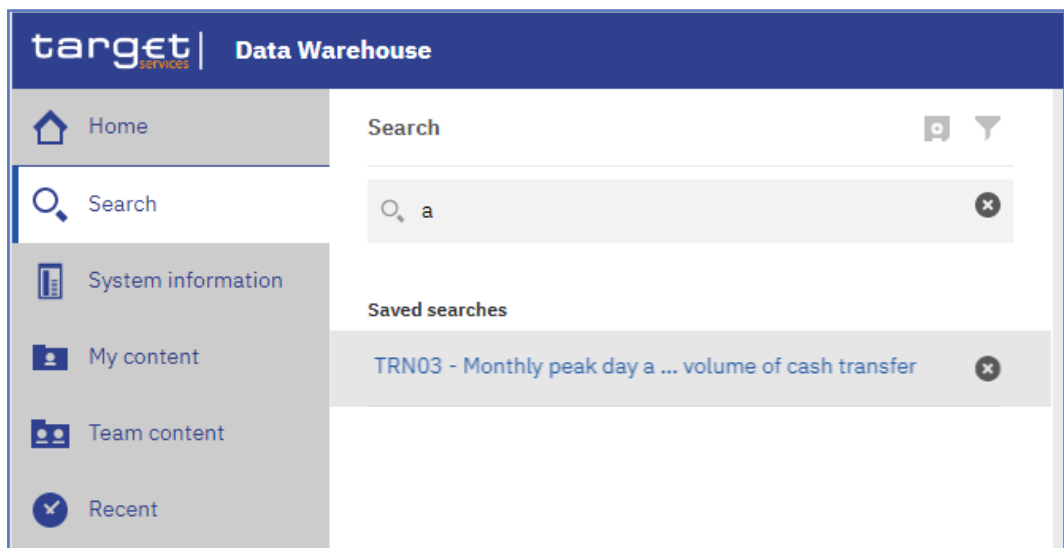 target services | Data Warehouse
Home
Search
System information
My content
Team content
Recent
Search
a
Saved searches
TRN03 - Monthly peak day a ... volume of cash transfer